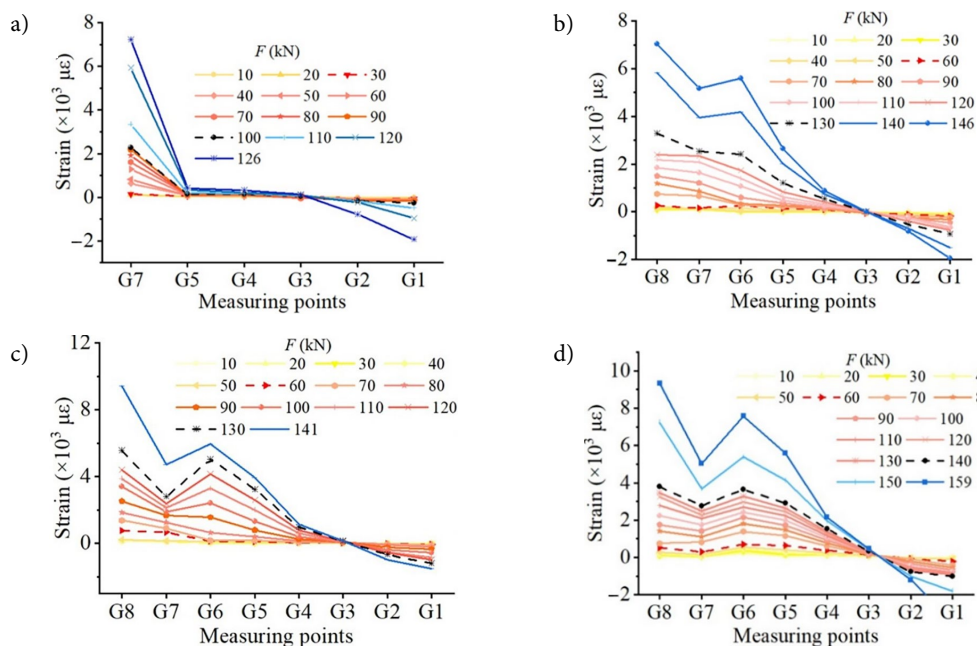 a)
Strain (×10³ με)
8
6
4
2
0
−2
F (kN)
10 20 30
40 50 60
70 80 90
100 110 120
126
G7 G5 G4 G3 G2 G1
Measuring points
b)
Strain (×10³ με)
8
6
4
2
0
−2
F (kN)
10 20 30
40 50 60
70 80 90
100 110 120
130 140 146
G8 G7 G6 G5 G4 G3 G2 G1
Measuring points
c)
Strain (×10³ με)
12
8
4
0
F (kN)
10 20 30 40
50 60 70 80
90 100 110 120
130 141
G8 G7 G6 G5 G4 G3 G2 G1
Measuring points
d)
Strain (×10³ με)
10
8
6
4
2
0
−2
F (kN)
10 20 30
50 60 70
90 100
110 120
130 140
150 159
G8 G7 G6 G5 G4 G3 G2 G1
Measuring points